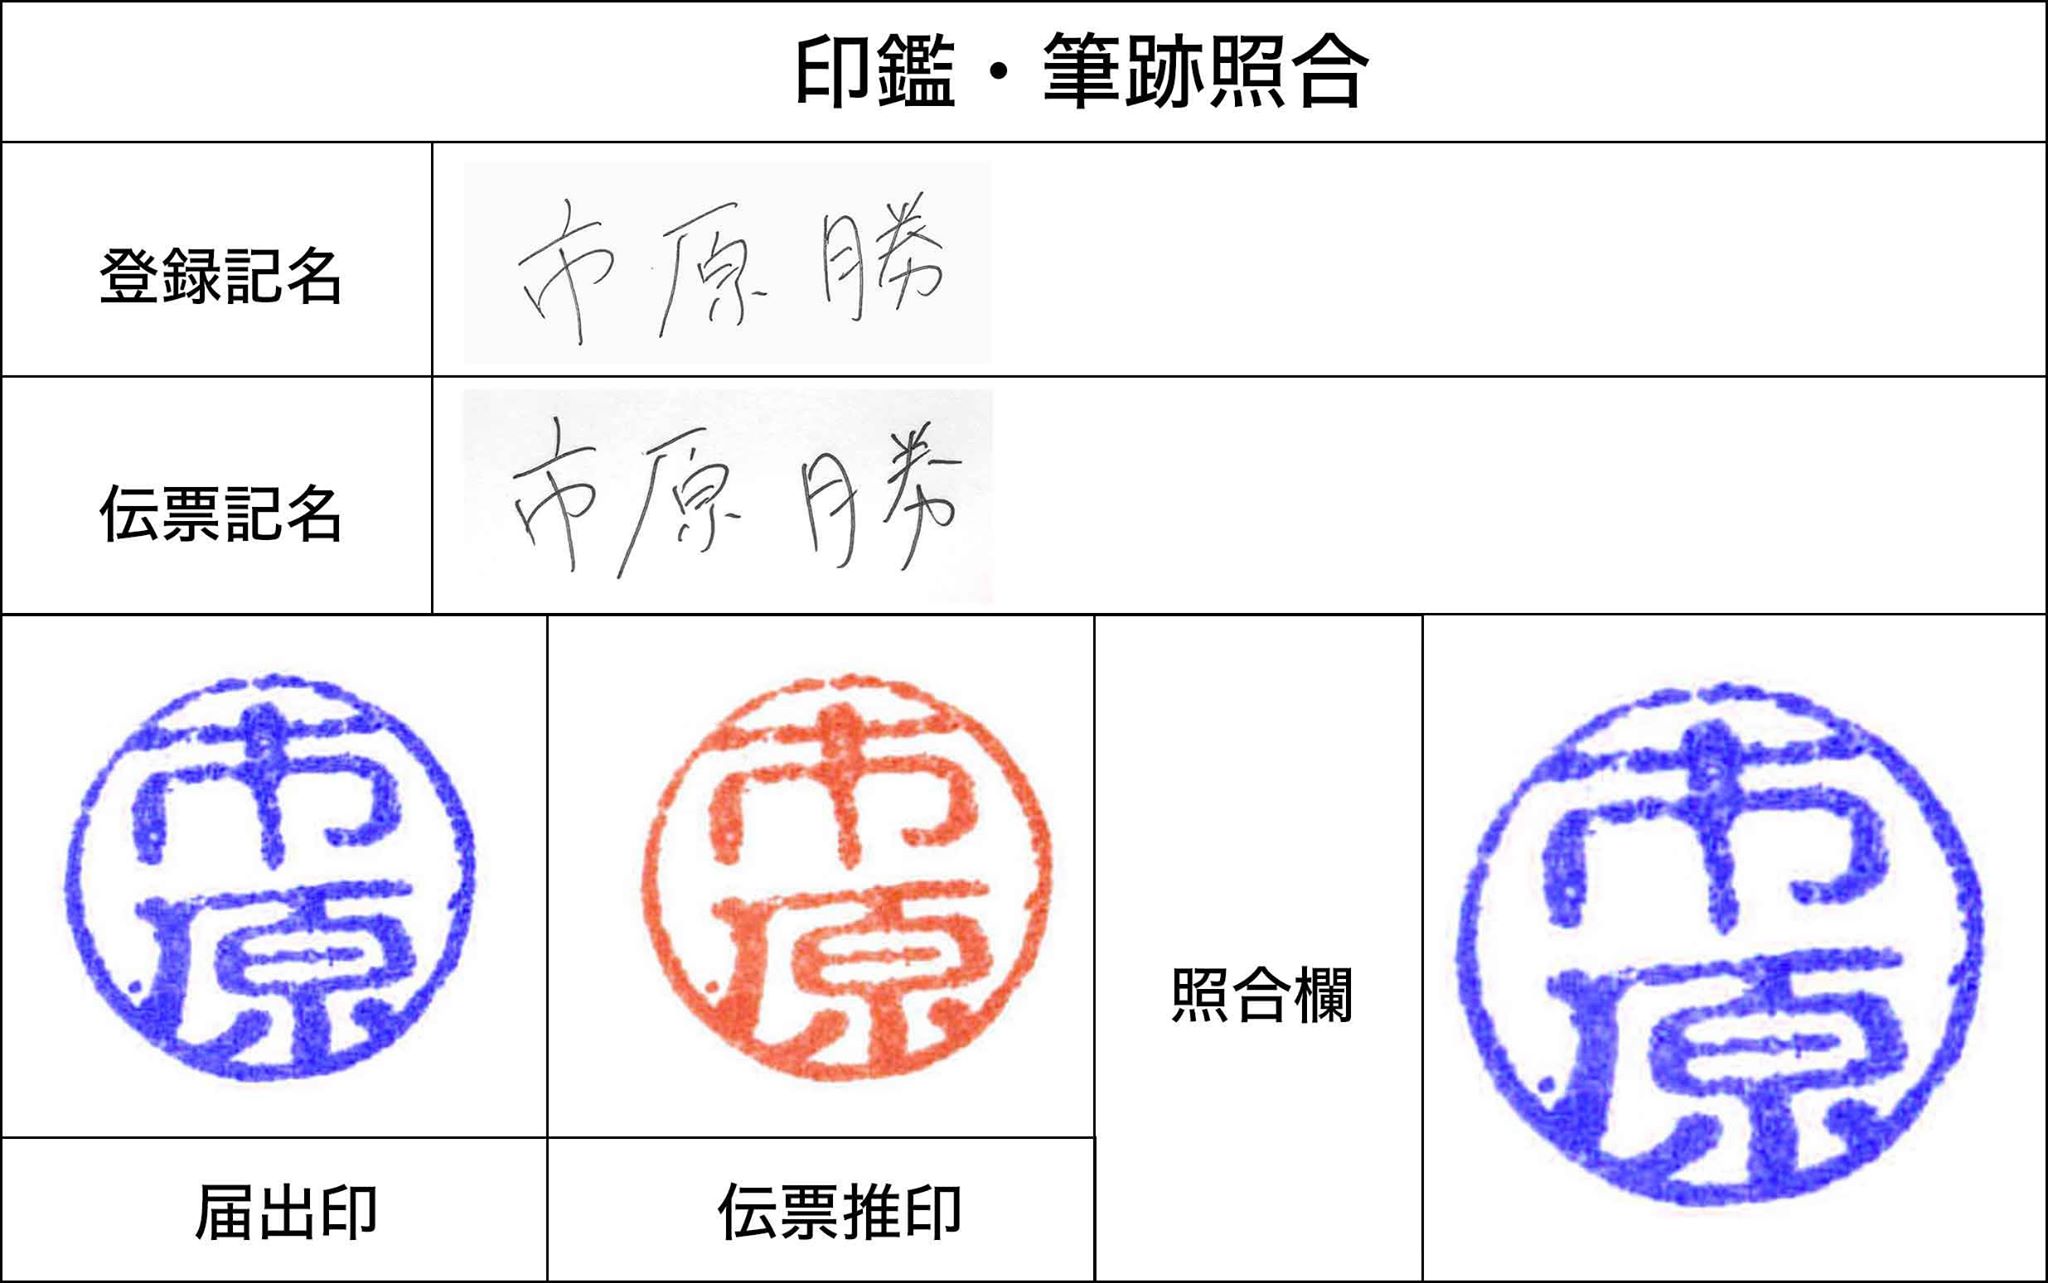 印鑑・筆跡照合
登録記名
市原勝
伝票記名
市原勝
市原
市原
照合欄
市原
届出印
伝票推印